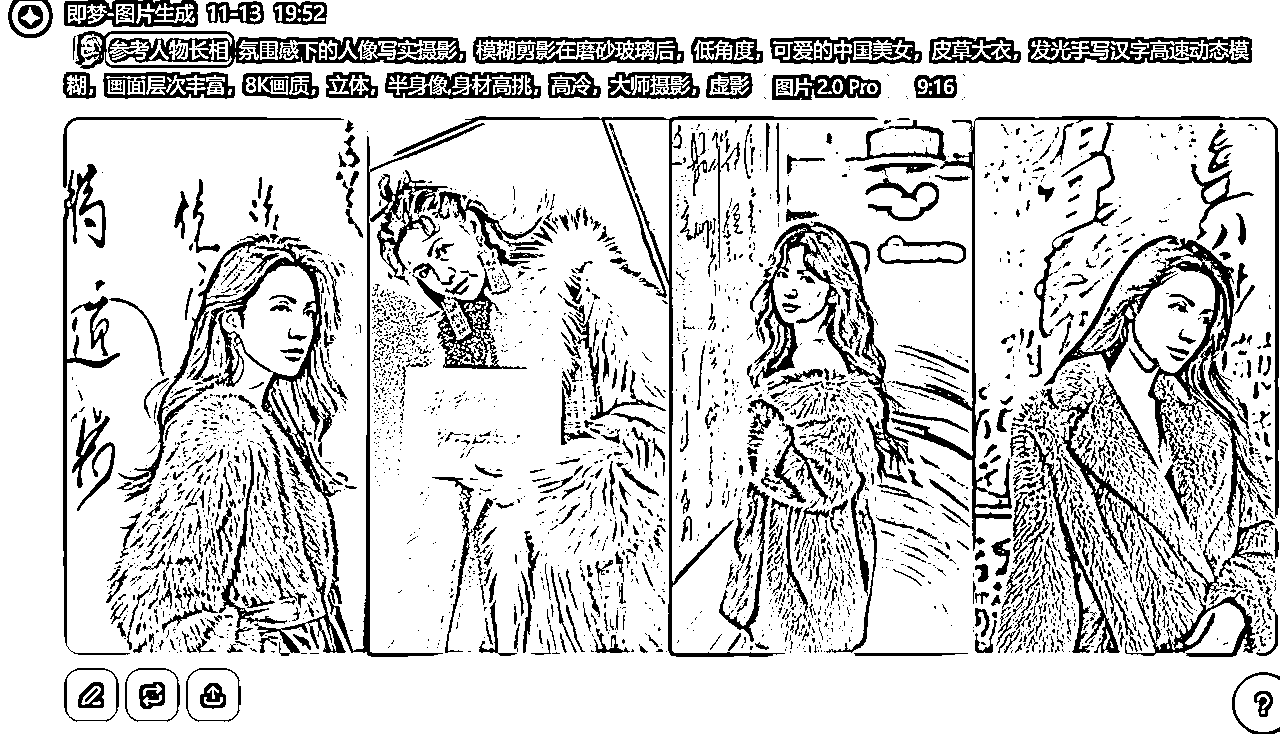 即梦-图片生成 11-13 19:52
参考人物长相 氛围感下的人像写实摄影，模糊剪影在磨砂玻璃后，低角度，可爱的中国美女，皮草大衣，发光手写汉字高速动态模
糊，画面层次丰富，8K画质，立体，半身像,身材高挑，高冷，大师摄影，虚影 图片 2.0 Pro 9:16